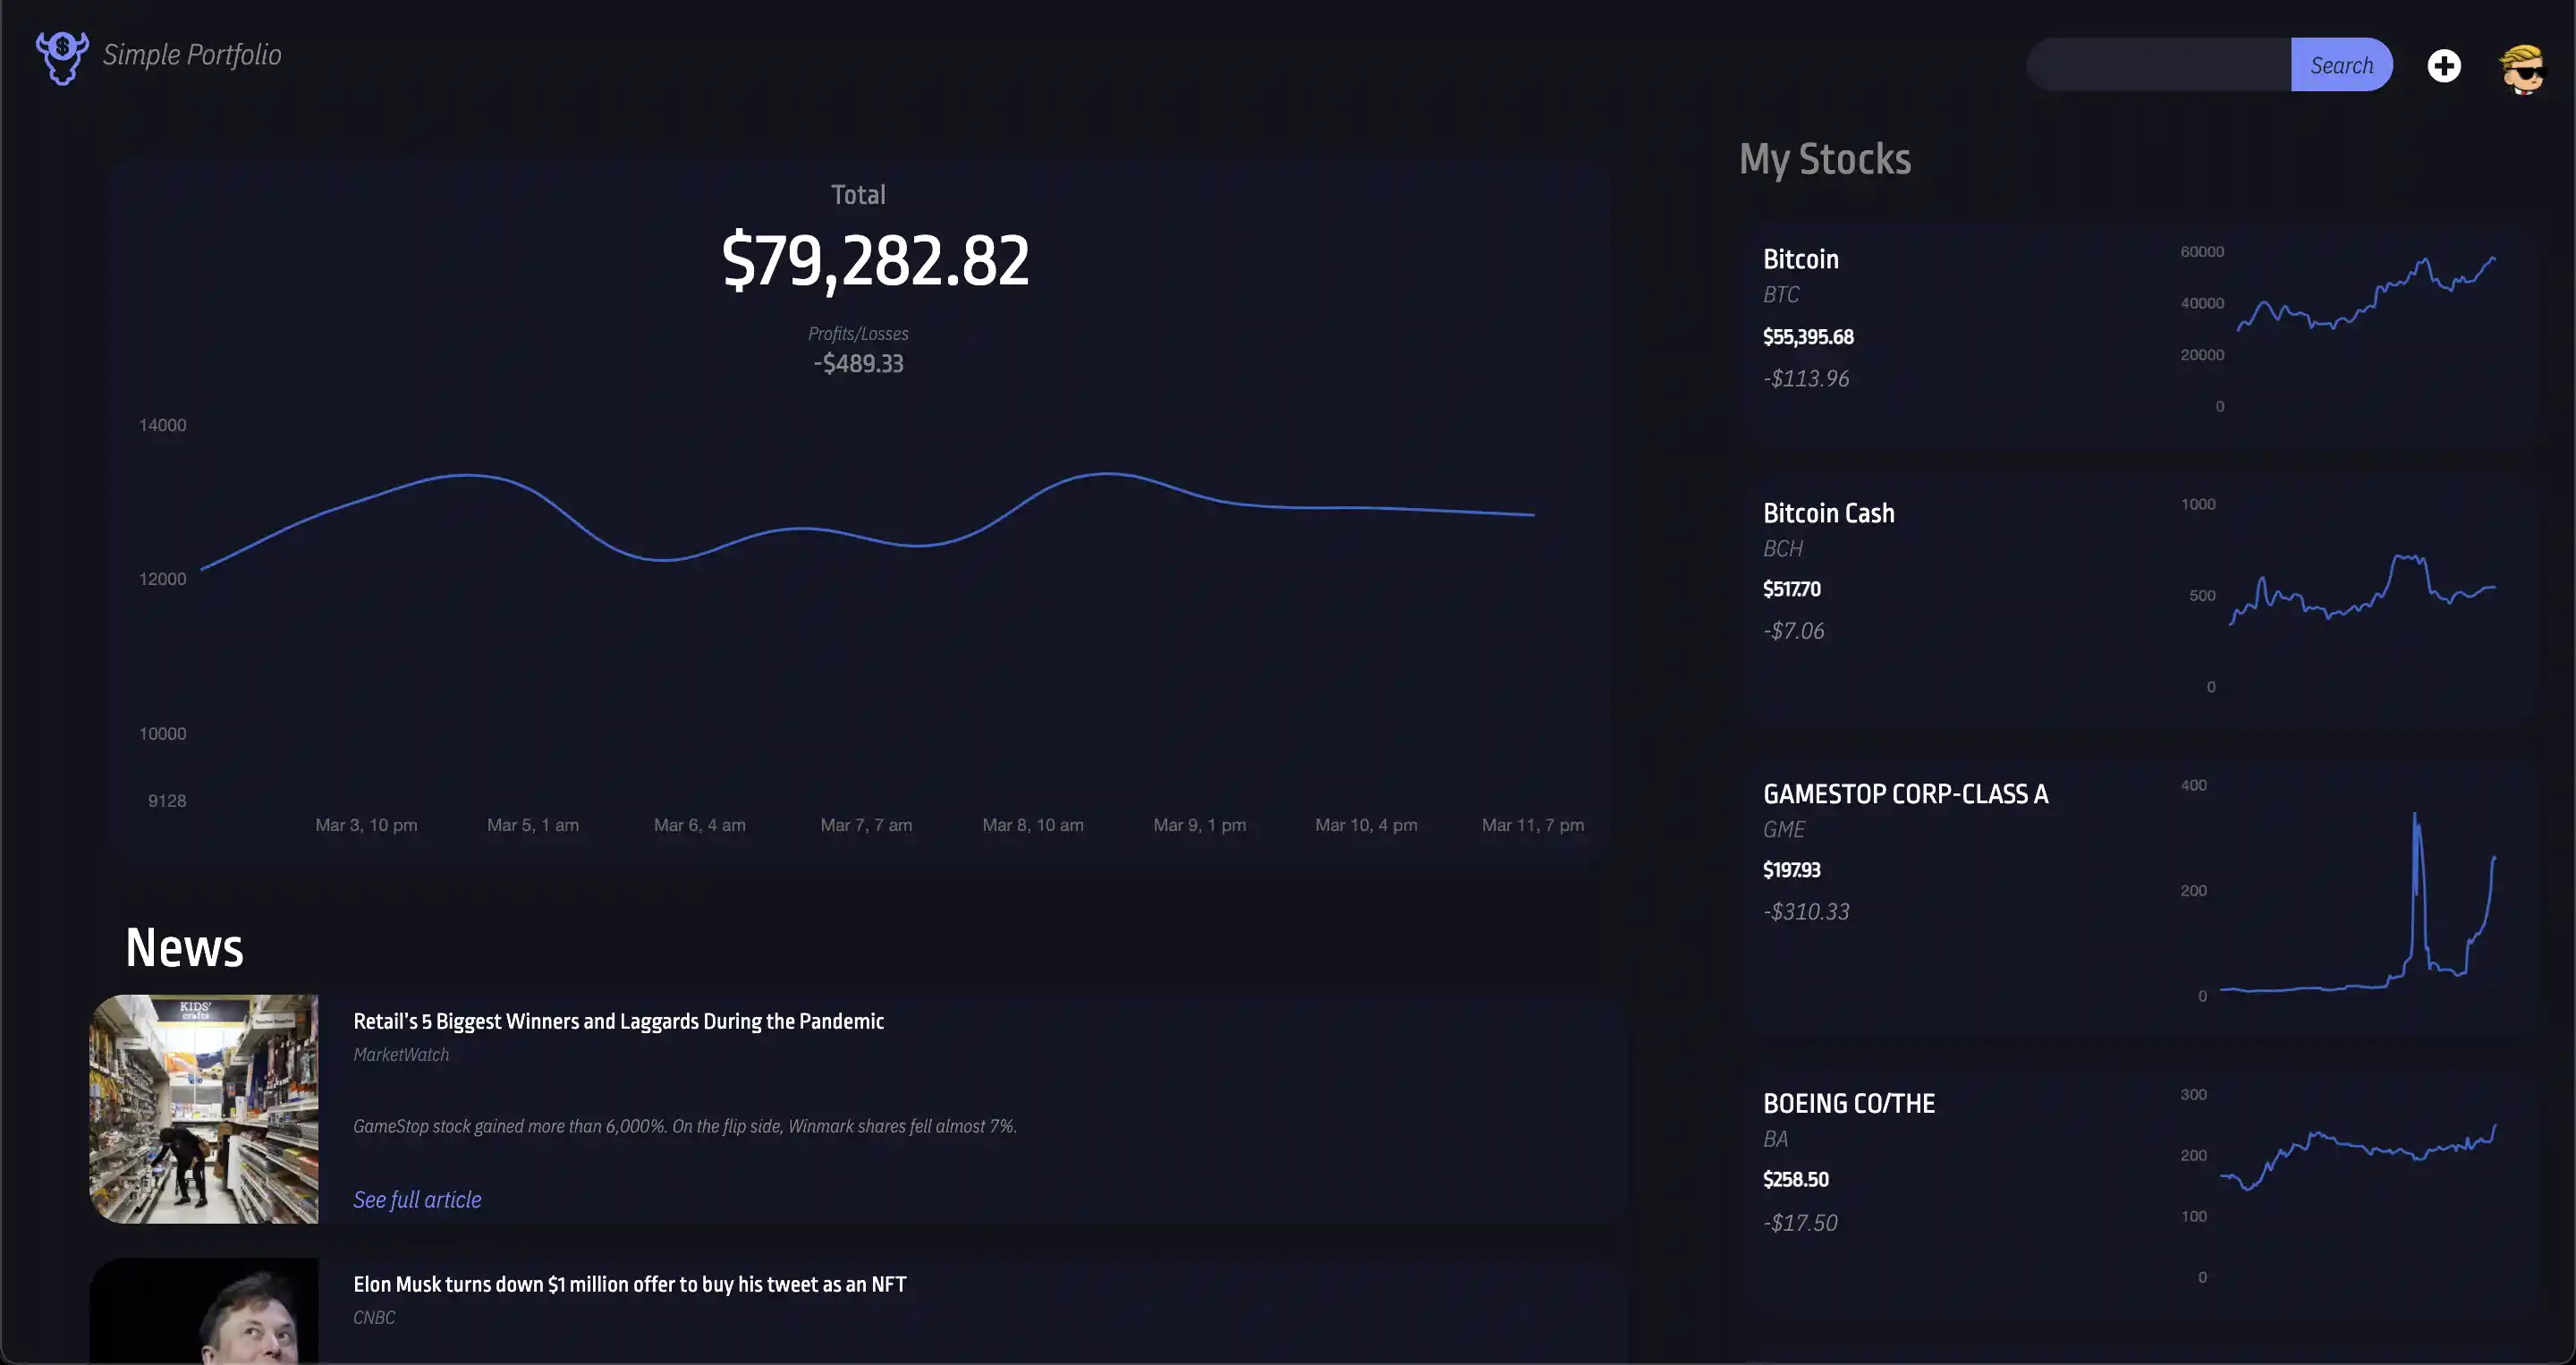 Simple Portfolio
Search
Total
$79,282.82
Profits/Losses
-$489.33
14000
12000
10000
9128
Mar 3, 10 pm
Mar 5, 1 am
Mar 6, 4 am
Mar 7, 7 am
Mar 8, 10 am
Mar 9, 1 pm
Mar 10, 4 pm
Mar 11, 7 pm
News
KIDS'
crafts
Retail's 5 Biggest Winners and Laggards During the Pandemic
MarketWatch
GameStop stock gained more than 6,000%. On the flip side, Winmark shares fell almost 7%.
See full article
Elon Musk turns down $1 million offer to buy his tweet as an NFT
CNBC
My Stocks
Bitcoin
BTC
$55,395.68
-$113.96
60000
40000
20000
0
Bitcoin Cash
BCH
$517.70
-$7.06
1000
500
0
GAMESTOP CORP-CLASS A
GME
$197.93
-$310.33
400
200
0
BOEING CO/THE
BA
$258.50
-$17.50
300
200
100
0